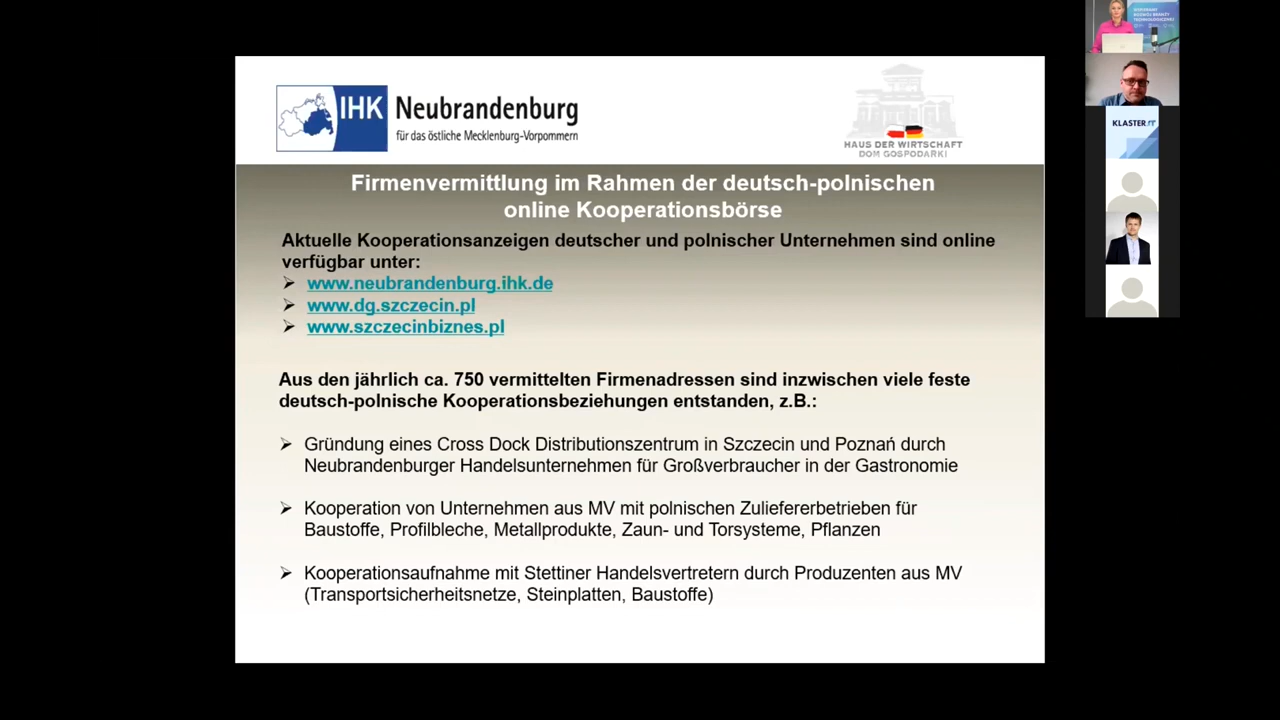 IHK Neubrandenburg
für das östliche Mecklenburg-Vorpommern
HAUS DER WIRTSCHAFT
DOM GOSPODARKI
Firmenvermittlung im Rahmen der deutsch-polnischen
online Kooperationsbörse
Aktuelle Kooperationsanzeigen deutscher und polnischer Unternehmen sind online
verfügbar unter:
➢ www.neubrandenburg.ihk.de
➢ www.dg.szczecin.pl
➢ www.szczecinbiznes.pl
Aus den jährlich ca. 750 vermittelten Firmenadressen sind inzwischen viele feste
deutsch-polnische Kooperationsbeziehungen entstanden, z.B.:
➢ Gründung eines Cross Dock Distributionszentrum in Szczecin und Poznań durch
Neubrandenburger Handelsunternehmen für Großverbraucher in der Gastronomie
➢ Kooperation von Unternehmen aus MV mit polnischen Zuliefererbetrieben für
Baustoffe, Profilbleche, Metallprodukte, Zaun- und Torsysteme, Pflanzen
➢ Kooperationsaufnahme mit Stettiner Handelsvertretern durch Produzenten aus MV
(Transportsicherheitsnetze, Steinplatten, Baustoffe)
KLASTER IT